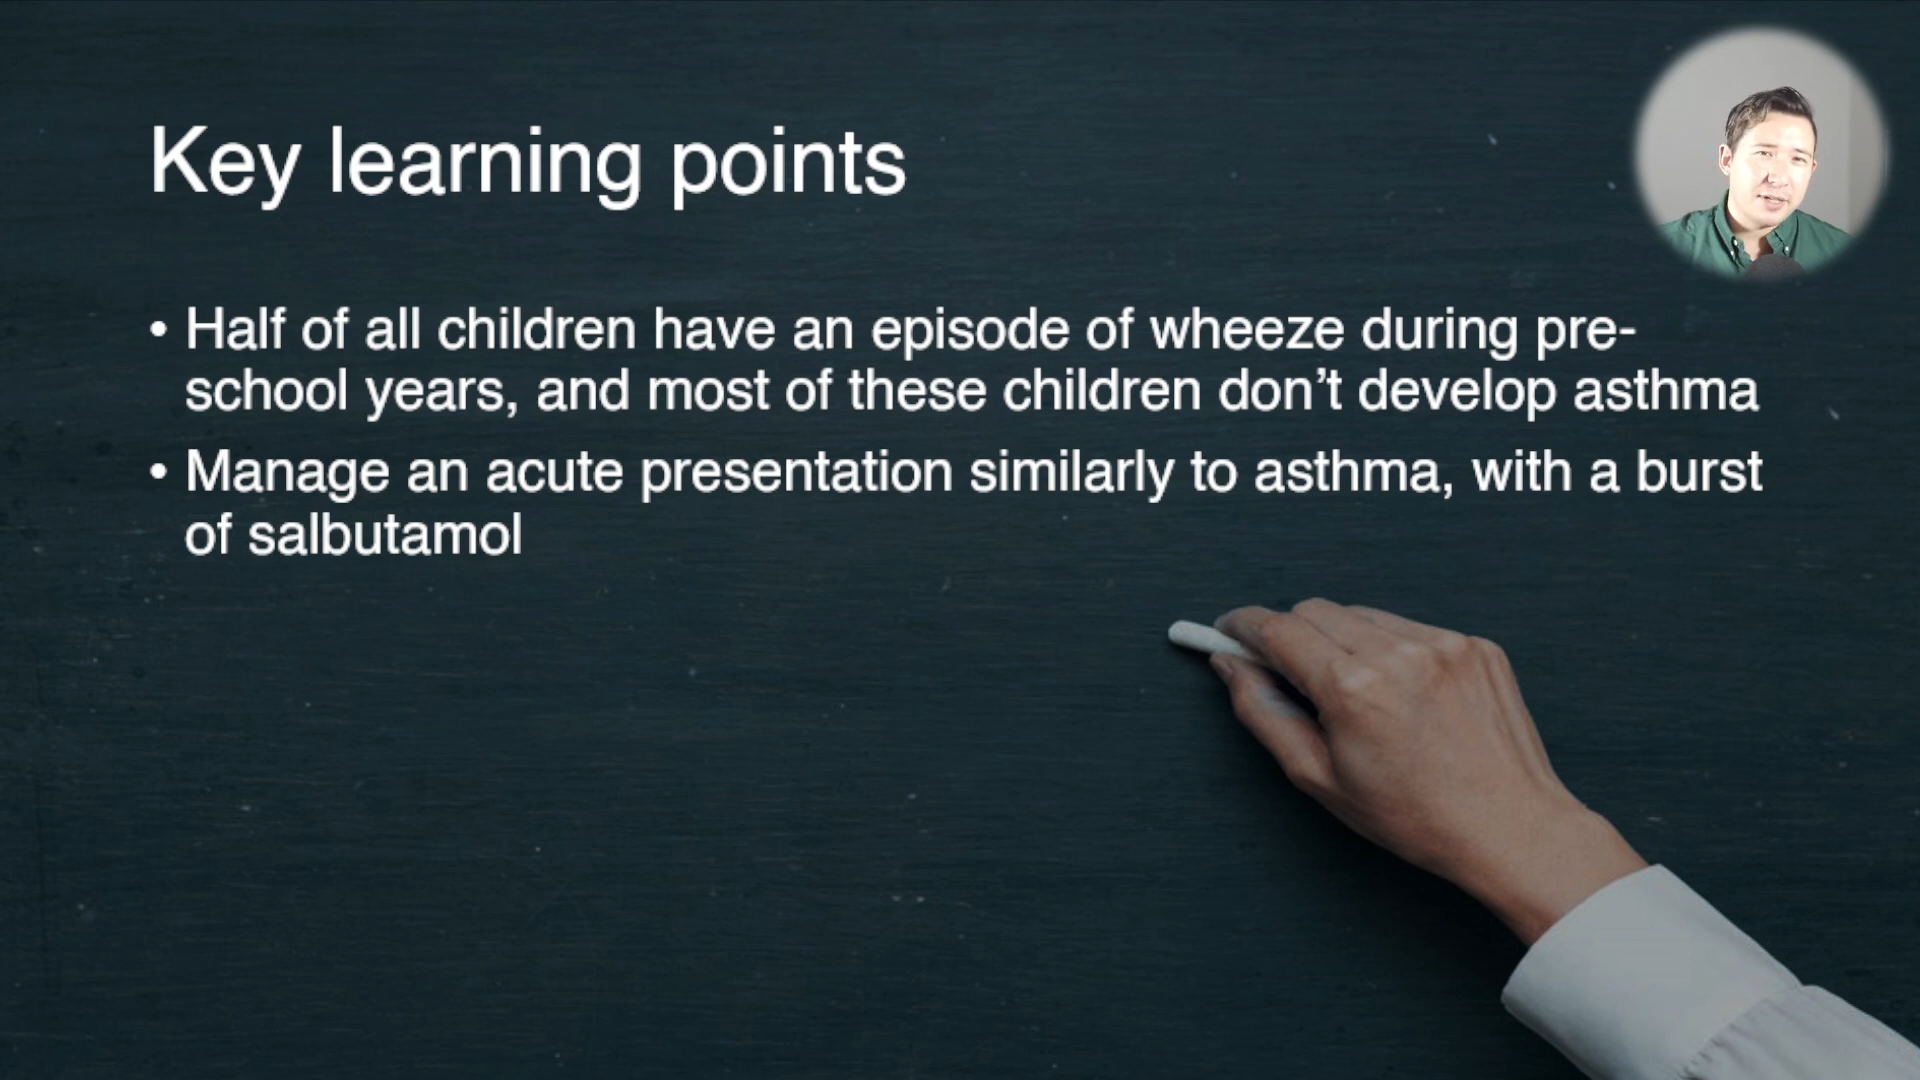 Key learning points
• Half of all children have an episode of wheeze during pre-
school years, and most of these children don’t develop asthma
• Manage an acute presentation similarly to asthma, with a burst
of salbutamol